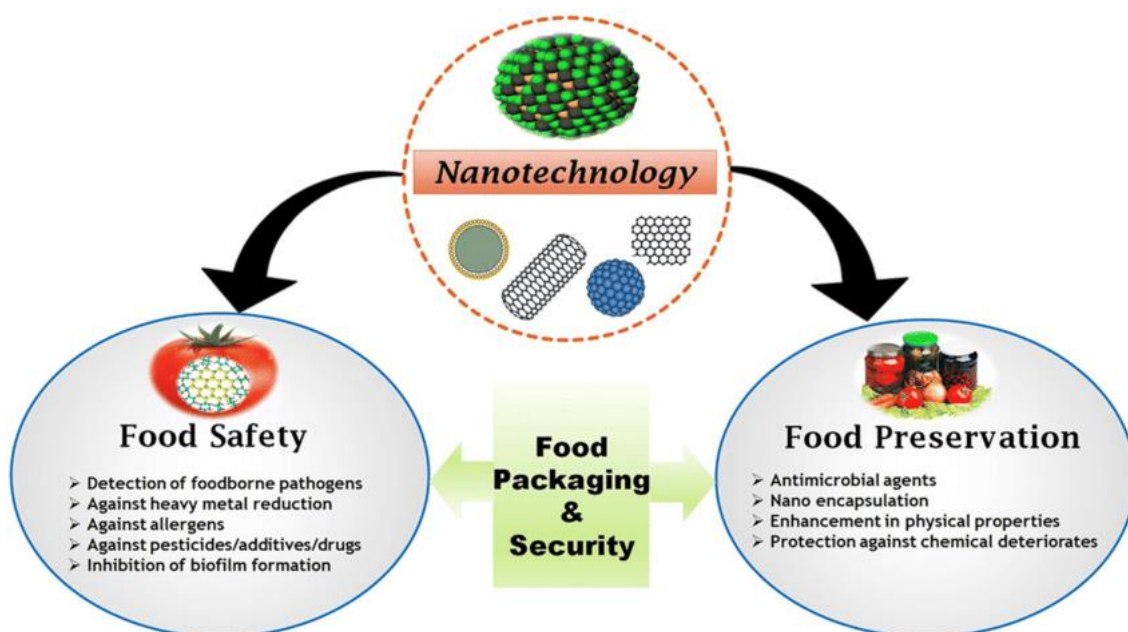 Nanotechnology
Food Safety
➢ Detection of foodborne pathogens
➢ Against heavy metal reduction
➢ Against allergens
➢ Against pesticides/additives/drugs
➢ Inhibition of biofilm formation
Food
Packaging
&
Security
Food Preservation
➢ Antimicrobial agents
➢ Nano encapsulation
➢ Enhancement in physical properties
➢ Protection against chemical deteriorates